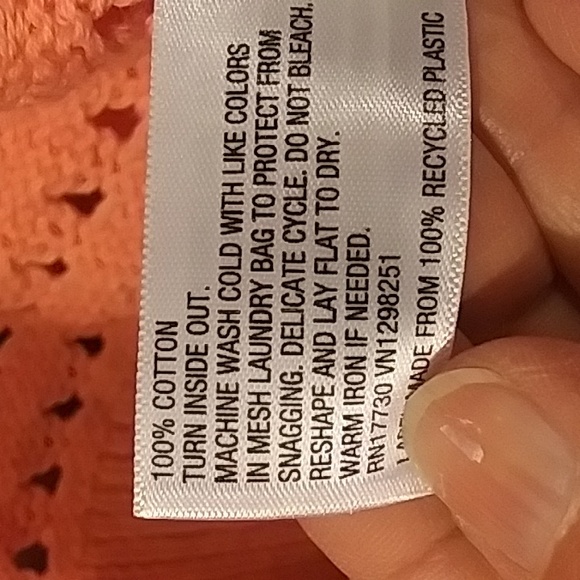 100% COTTON
TURN INSIDE OUT.
MACHINE WASH COLD WITH LIKE COLORS
IN MESH LAUNDRY BAG TO PROTECT FROM
SNAGGING. DELICATE CYCLE. DO NOT BLEACH.
RESHAPE AND LAY FLAT TO DRY.
WARM IRON IF NEEDED.
RN17730 VN1298251
MADE FROM 100% RECYCLED PLASTIC